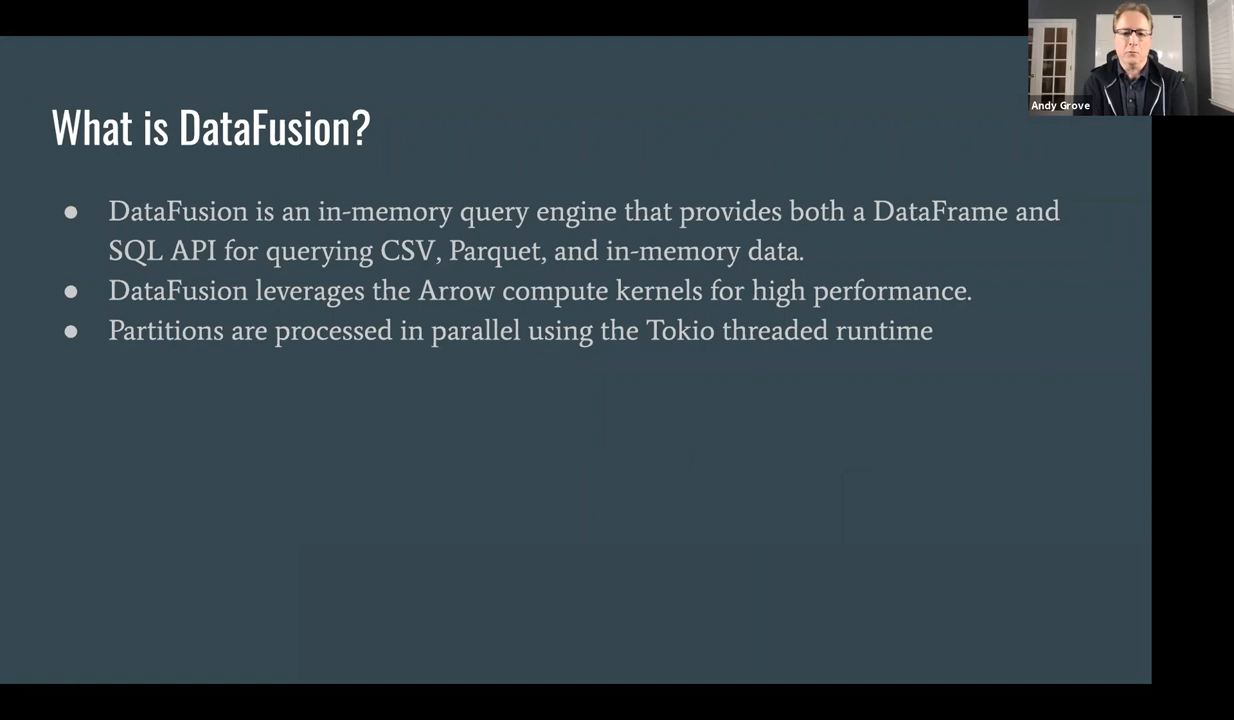 What is DataFusion?
● DataFusion is an in-memory query engine that provides both a DataFrame and
SQL API for querying CSV, Parquet, and in-memory data.
● DataFusion leverages the Arrow compute kernels for high performance.
● Partitions are processed in parallel using the Tokio threaded runtime
Andy Grove